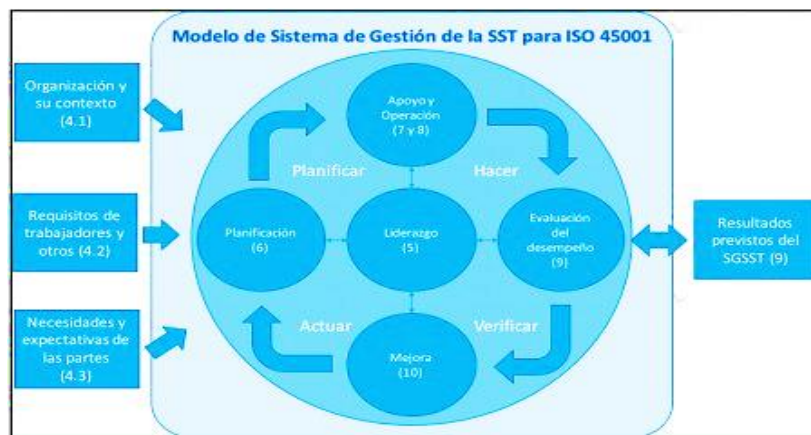 Modelo de Sistema de Gestión de la SST para ISO 45001
Organización y
su contexto
(4.1)
Apoyo y
Operación
(7 y 8)
Planificar
Hacer
Requisitos de
trabajadores y
otros (4.2)
Planificación
(6)
Liderazgo
(5)
Evaluación
del
desempeño
(9)
Resultados
previstos del
SGSST (9)
Necesidades y
expectativas de
las partes
(4.3)
Actuar
Verificar
Mejora
(10)